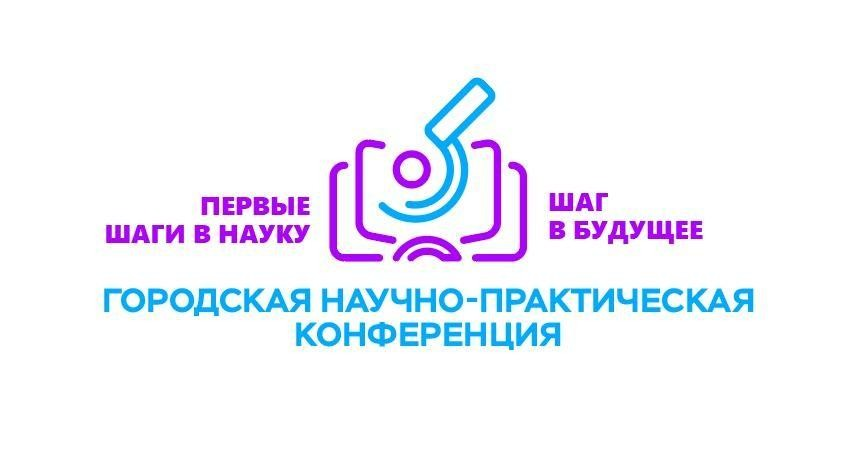 ПЕРВЫЕ
ШАГИ В НАУКУ
ШАГ
В БУДУЩЕЕ
ГОРОДСКАЯ НАУЧНО-ПРАКТИЧЕСКАЯ
КОНФЕРЕНЦИЯ